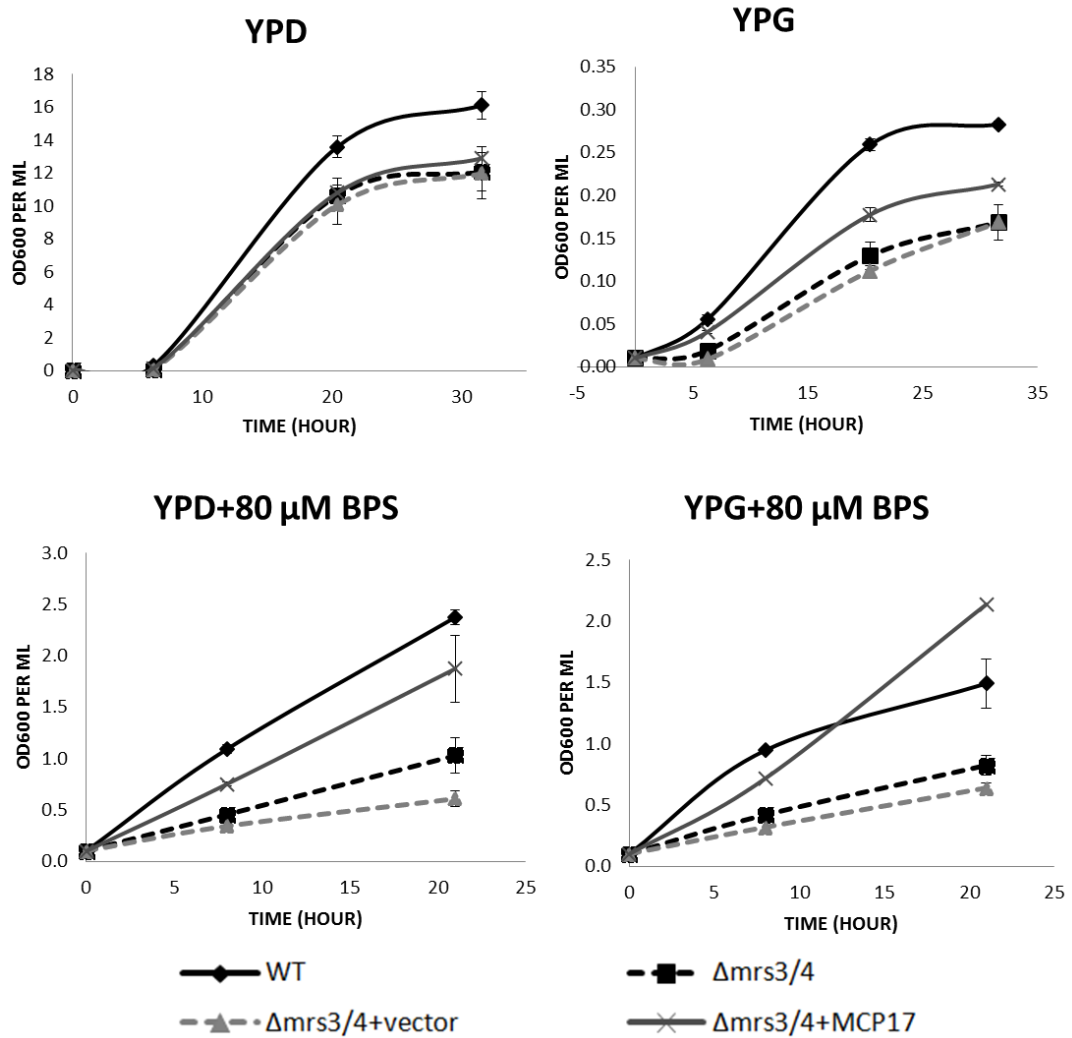 YPD
18
16
14
12
10
8
6
4
2
0
OD600 PER ML
0 10 20 30
TIME (HOUR)
YPG
0.35
0.30
0.25
0.20
0.15
0.10
0.05
0.00
OD600 PER ML
-5 5 15 25 35
TIME (HOUR)
YPD+80 µM BPS
3.0
2.5
2.0
1.5
1.0
0.5
0.0
OD600 PER ML
0 5 10 15 20 25
TIME (HOUR)
YPG+80 µM BPS
2.5
2.0
1.5
1.0
0.5
0.0
OD600 PER ML
0 5 10 15 20 25
TIME (HOUR)
WT
Δmrs3/4
Δmrs3/4+vector
Δmrs3/4+MCP17